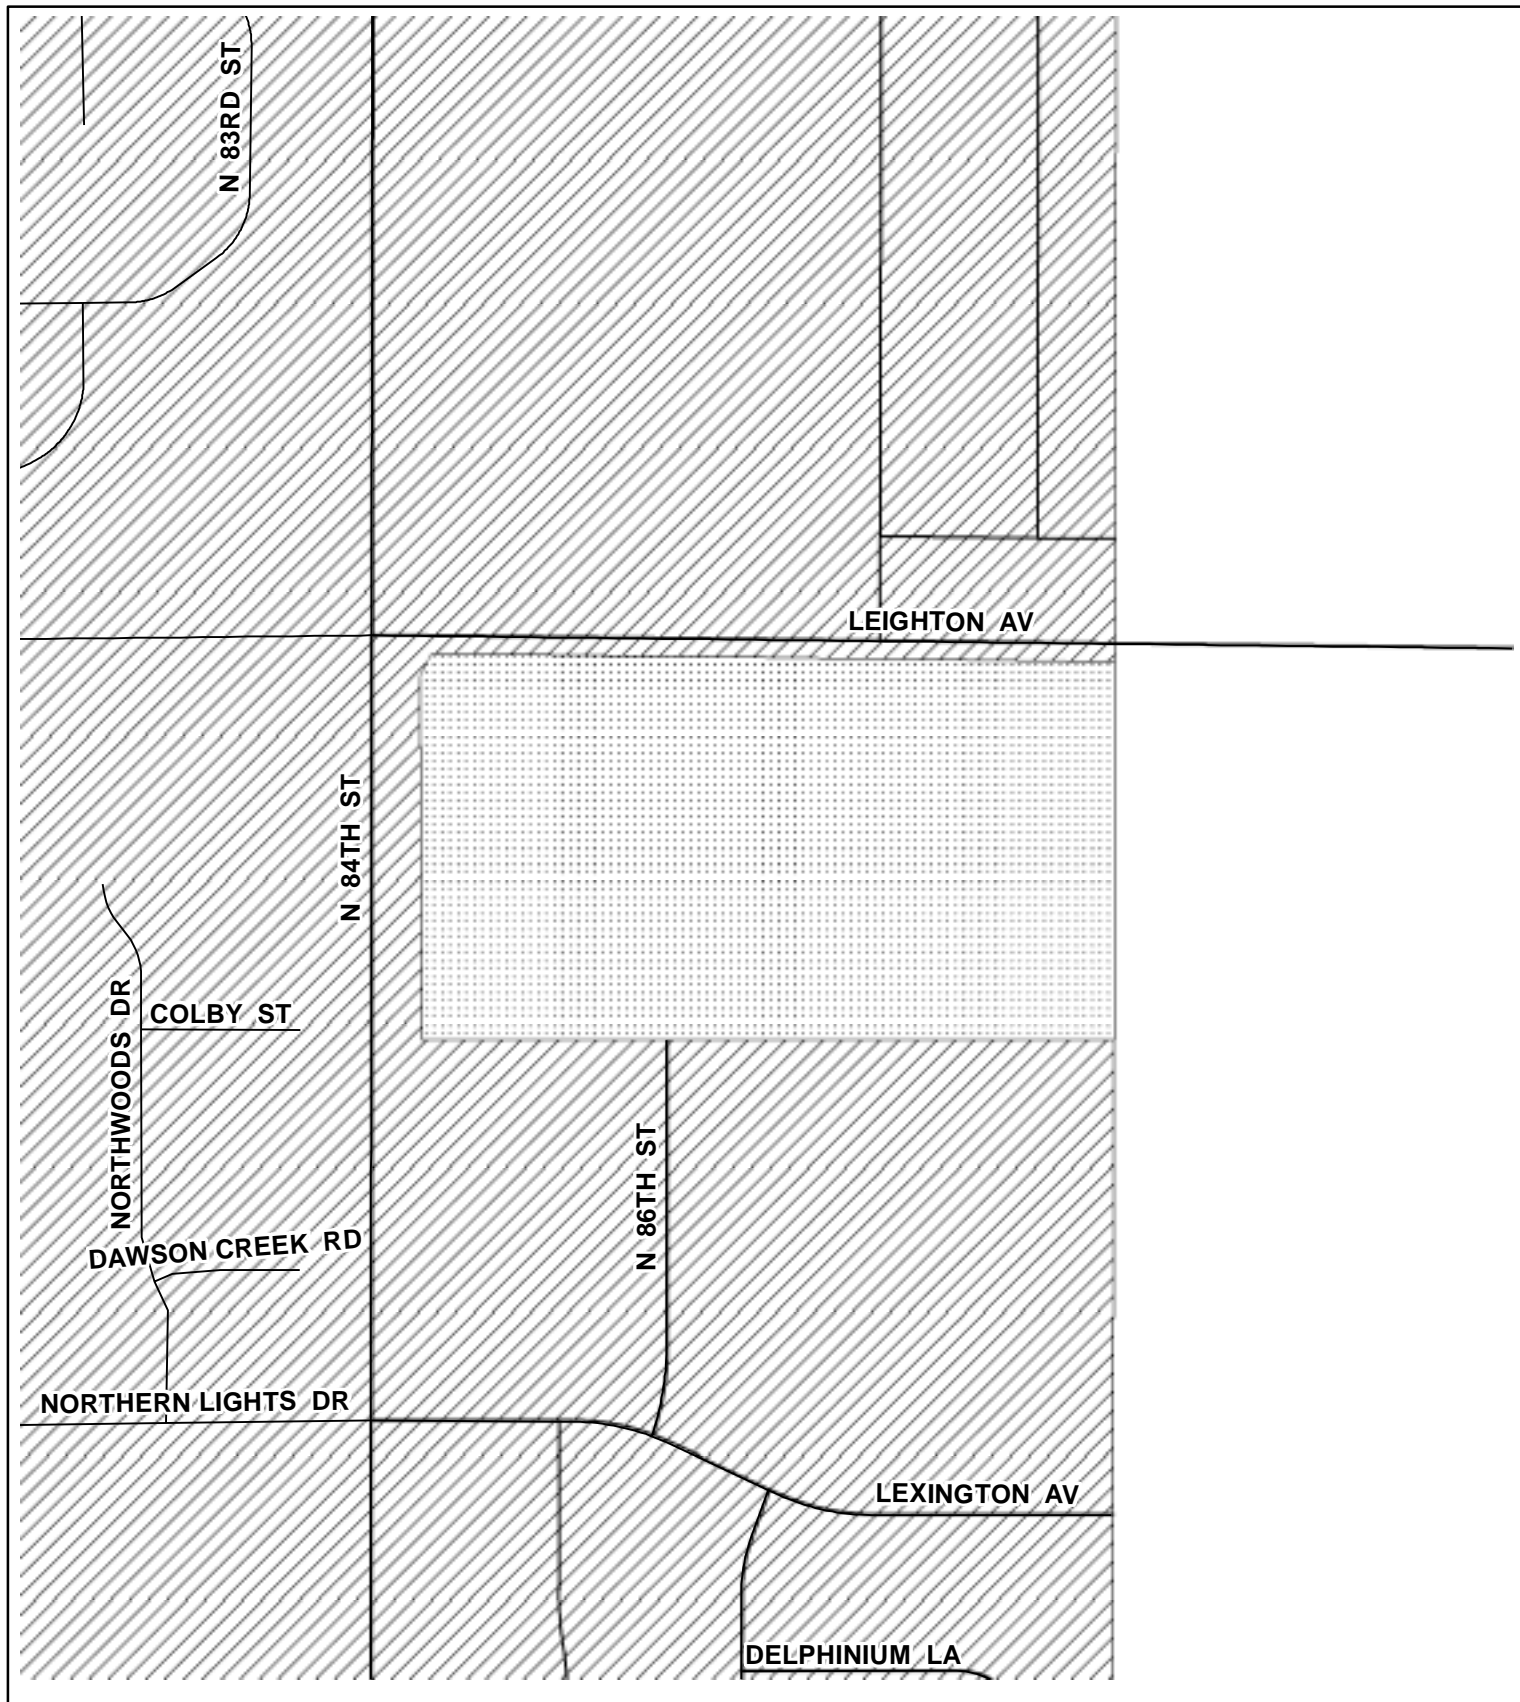 N 83RD ST
LEIGHTON AV
N 84TH ST
NORTHWOODS DR
COLBY ST
N 86TH ST
DAWSON CREEK RD
NORTHERN LIGHTS DR
LEXINGTON AV
DELPHINIUM LA